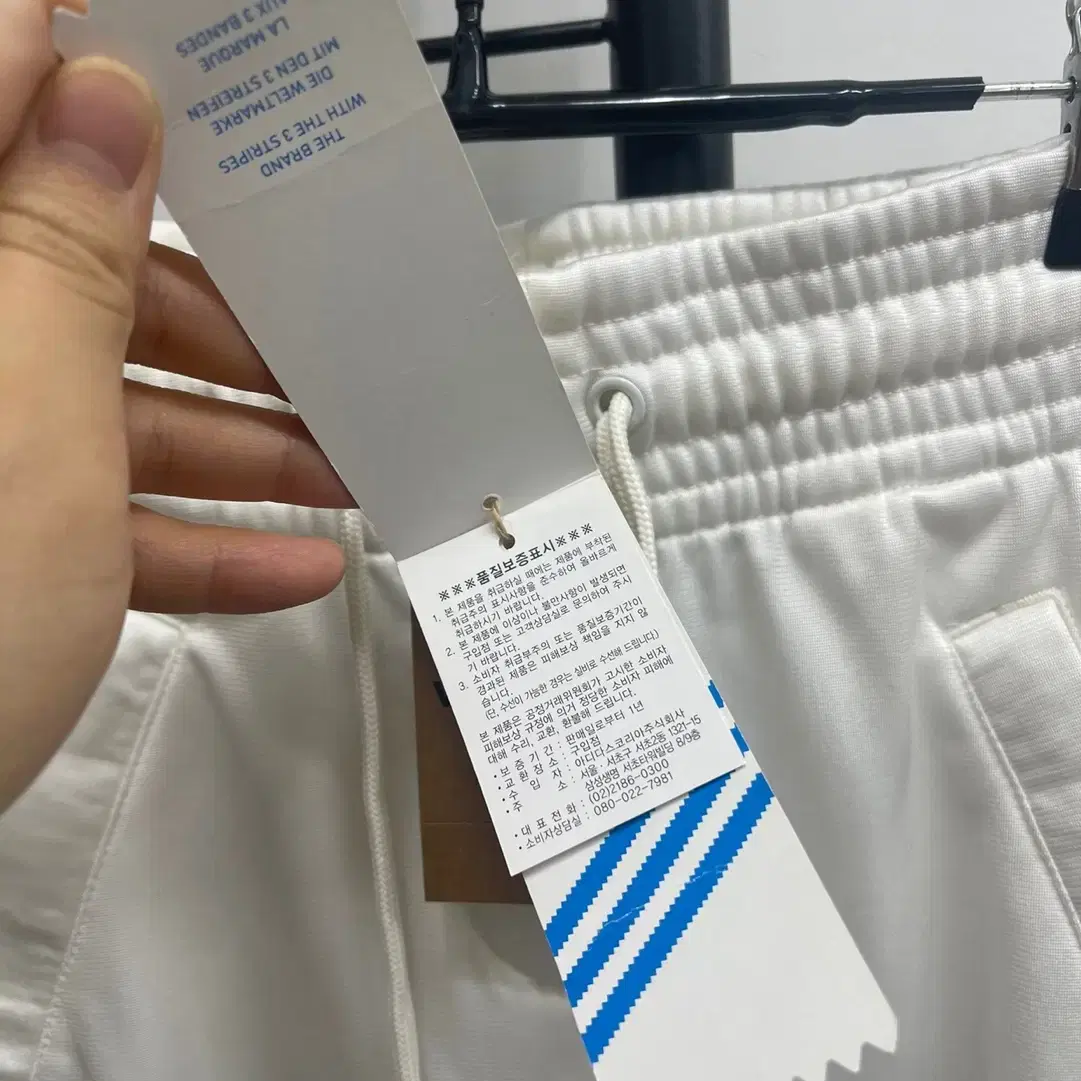 THE BRAND
WITH THE 3 STRIPES
DIE WELTMARKE
MIT DEN 3 STREIFEN
LA MARQUE
AUX 3 BANDES
※※※품질보증표시※※※
1. 본 제품을 취급하실 때에는 제품에 부착된
취급주의 표시사항을 준수하여 올바르게
취급하시기 바랍니다.
2. 본 제품에 이상이나 불만사항이 발생되면
구입점 또는 고객상담실로 문의하여 주시
기 바랍니다.
3. 소비자 취급부주의 또는 품질보증기간이
경과된 제품은 피해보상 책임을 지지 않
습니다.
(단, 수선이 가능한 경우는 실비로 수선해 드립니다)
본 제품은 공정거래위원회가 고시한 소비자
피해보상 규정에 의거 정당한 소비자 피해에
대해 수리, 교환, 환불해 드립니다.
• 보 증 기 간 : 판매일로부터 1년
• 교 환 장 소 : 구입점
• 수 입 자 : 아디다스코리아주식회사
• 주 소 : 서울 서초구 서초2동 1321-15
삼성생명 서초타워빌딩 8/9층
• 대 표 전 화 : (02)2186-0300
• 소비자상담실 : 080-022-7981